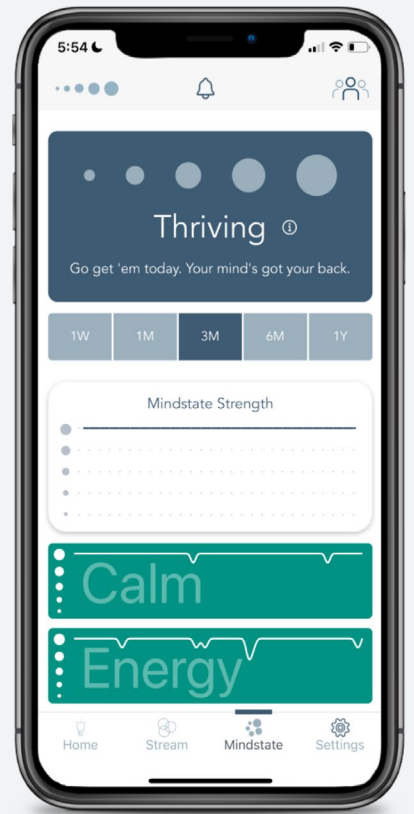 5:54
Thriving
Go get 'em today. Your mind's got your back.
1W 1M 3M 6M 1Y
Mindstate Strength
Calm
Energy
Home Stream Mindstate Settings